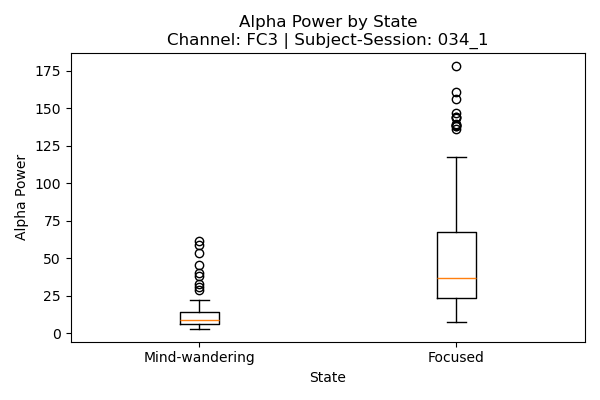 Alpha Power by State
Channel: FC3 | Subject-Session: 034_1
Alpha Power
175
150
125
100
75
50
25
0
Mind-wandering
Focused
State